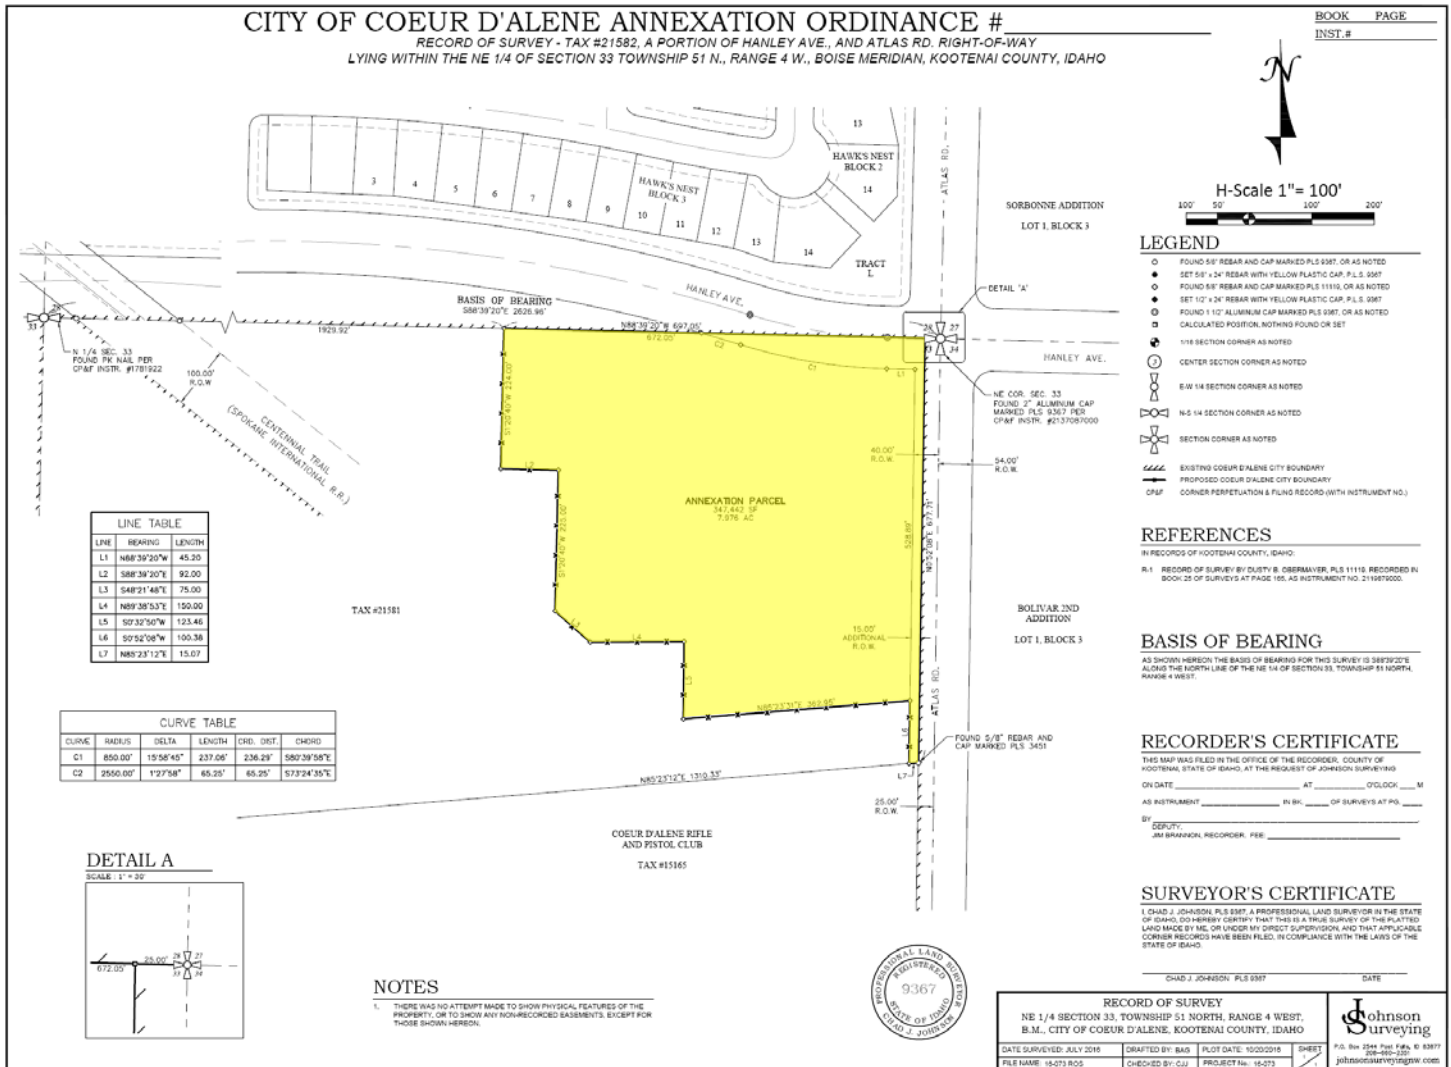 CITY OF COEUR D'ALENE ANNEXATION ORDINANCE #
RECORD OF SURVEY - TAX #21582, A PORTION OF HANLEY AVE., AND ATLAS RD. RIGHT-OF-WAY
LYING WITHIN THE NE 1/4 OF SECTION 33 TOWNSHIP 51 N., RANGE 4 W., BOISE MERIDIAN, KOOTENAI COUNTY, IDAHO
BOOK PAGE
INST.#
N
H-Scale 1"= 100'
100' 50' 100' 200'
3
4
5
6
7
8
9
10
11
12
13
14
HAWK'S NEST
BLOCK 3
13
HAWK'S NEST
BLOCK 2
14
TRACT
L
ATLAS RD.
SORBONNE ADDITION
LOT 1, BLOCK 3
HANLEY AVE.
DETAIL 'A'
BASIS OF BEARING
S88°39'20"E 2626.96'
1929.92'
N88°39'20"W 697.05'
672.05'
C2
C1
L1
28 27
33 34
HANLEY AVE.
33
N 1/4 SEC. 33
FOUND PK NAIL PER
CP&F INSTR. #1781922
100.00'
R.O.W
CENTENNIAL TRAIL
(SPOKANE INTERNATIONAL R.R.)
NE COR. SEC. 33
FOUND 2" ALUMINUM CAP
MARKED PLS 9367 PER
CP&F INSTR. #2137087000
S1°20'40"W 224.00'
L2
S1°20'40"W 225.00'
L3
L4
L5
N85°23'31"E 362.95'
L6
L7
40.00'
R.O.W.
54.00'
R.O.W.
528.89'
N0°52'08"E 677.71'
ANNEXATION PARCEL
347,442 SF
7.976 AC
15.00'
ADDITIONAL
R.O.W.
TAX #21581
BOLIVAR 2ND
ADDITION
LOT 1, BLOCK 3
ATLAS RD.
FOUND 5/8" REBAR AND
CAP MARKED PLS 3451
N85°23'12"E 1310.33'
25.00'
R.O.W.
COEUR D'ALENE RIFLE
AND PISTOL CLUB
TAX #15165
LINE TABLE
LINE BEARING LENGTH
L1 N88°39'20"W 45.20
L2 S88°39'20"E 92.00
L3 S48°21'48"E 75.00
L4 N89°38'53"E 150.00
L5 S0°32'50"W 123.46
L6 S0°52'08"W 100.38
L7 N85°23'12"E 15.07
CURVE TABLE
CURVE RADIUS DELTA LENGTH CRD. DIST. CHORD
C1 850.00' 15°58'45" 237.06' 236.29' S80°39'58"E
C2 2550.00' 1°27'58" 65.25' 65.25' S73°24'35"E
DETAIL A
SCALE : 1" = 30'
672.05'
25.00'
28 27
33 34
NOTES
1. THERE WAS NO ATTEMPT MADE TO SHOW PHYSICAL FEATURES OF THE
PROPERTY, OR TO SHOW ANY NON-RECORDED EASEMENTS, EXCEPT FOR
THOSE SHOWN HEREON.
PROFESSIONAL LAND SURVEYOR
REGISTERED
9367
STATE OF IDAHO
CHAD J. JOHNSON
LEGEND
FOUND 5/8" REBAR AND CAP MARKED PLS 9367, OR AS NOTED
SET 5/8" x 24" REBAR WITH YELLOW PLASTIC CAP, P.L.S. 9367
FOUND 5/8" REBAR AND CAP MARKED PLS 11119, OR AS NOTED
SET 1/2" x 24" REBAR WITH YELLOW PLASTIC CAP, P.L.S. 9367
FOUND 1 1/2" ALUMINUM CAP MARKED PLS 9367, OR AS NOTED
CALCULATED POSITION, NOTHING FOUND OR SET
1/16 SECTION CORNER AS NOTED
CENTER SECTION CORNER AS NOTED
E-W 1/4 SECTION CORNER AS NOTED
N-S 1/4 SECTION CORNER AS NOTED
SECTION CORNER AS NOTED
EXISTING COEUR D'ALENE CITY BOUNDARY
PROPOSED COEUR D'ALENE CITY BOUNDARY
CP&F CORNER PERPETUATION & FILING RECORD (WITH INSTRUMENT NO.)
REFERENCES
IN RECORDS OF KOOTENAI COUNTY, IDAHO:
R-1 RECORD OF SURVEY BY DUSTY B. OBERMAYER, PLS 11119, RECORDED IN
BOOK 25 OF SURVEYS AT PAGE 165, AS INSTRUMENT NO. 2119879000.
BASIS OF BEARING
AS SHOWN HEREON THE BASIS OF BEARING FOR THIS SURVEY IS S88°39'20"E
ALONG THE NORTH LINE OF THE NE 1/4 OF SECTION 33, TOWNSHIP 51 NORTH,
RANGE 4 WEST.
RECORDER'S CERTIFICATE
THIS MAP WAS FILED IN THE OFFICE OF THE RECORDER, COUNTY OF
KOOTENAI, STATE OF IDAHO, AT THE REQUEST OF JOHNSON SURVEYING
ON DATE AT O'CLOCK M
AS INSTRUMENT IN BK. OF SURVEYS AT PG.
BY
DEPUTY.
JIM BRANNON, RECORDER. FEE:
SURVEYOR'S CERTIFICATE
I, CHAD J. JOHNSON, PLS 9367, A PROFESSIONAL LAND SURVEYOR IN THE STATE
OF IDAHO, DO HEREBY CERTIFY THAT THIS IS A TRUE SURVEY OF THE PLATTED
LAND MADE BY ME, OR UNDER MY DIRECT SUPERVISION, AND THAT APPLICABLE
CORNER RECORDS HAVE BEEN FILED, IN COMPLIANCE WITH THE LAWS OF THE
STATE OF IDAHO.
CHAD J. JOHNSON PLS 9367 DATE
RECORD OF SURVEY
NE 1/4 SECTION 33, TOWNSHIP 51 NORTH, RANGE 4 WEST,
B.M., CITY OF COEUR D'ALENE, KOOTENAI COUNTY, IDAHO
DATE SURVEYED: JULY 2016 DRAFTED BY: BAG PLOT DATE: 10/20/2016 SHEET
FILE NAME: 16-073 ROS CHECKED BY: CJJ PROJECT No.: 16-073 1 / 1
Johnson
Surveying
P.O. Box 2544 Post Falls, ID 83877
johnsonsurveyingnw.com